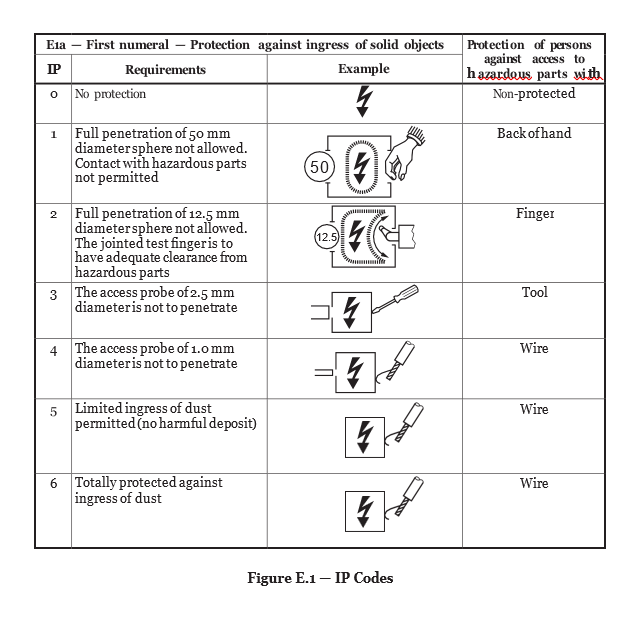 E1a — First numeral — Protection against ingress of solid objects
Protection of persons
against access to
hazardous parts with
IP
Requirements
Example
0
No protection
Non-protected
1
Full penetration of 50 mm
diameter sphere not allowed.
Contact with hazardous parts
not permitted
50
Back of hand
2
Full penetration of 12.5 mm
diameter sphere not allowed.
The jointed test finger is to
have adequate clearance from
hazardous parts
12.5
Finger
3
The access probe of 2.5 mm
diameter is not to penetrate
Tool
4
The access probe of 1.0 mm
diameter is not to penetrate
Wire
5
Limited ingress of dust
permitted (no harmful deposit)
Wire
6
Totally protected against
ingress of dust
Wire
Figure E.1 — IP Codes